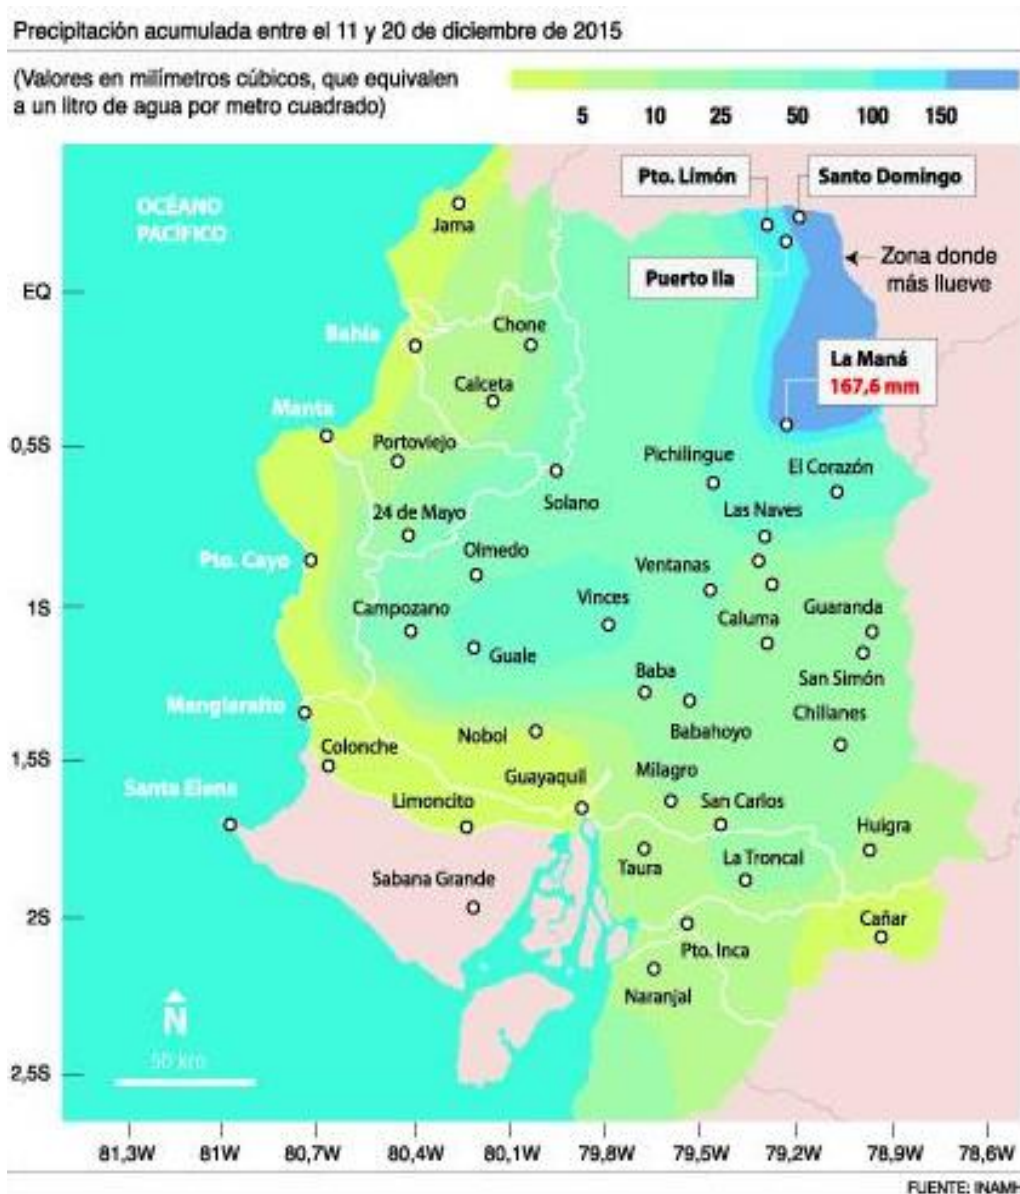 Precipitación acumulada entre el 11 y 20 de diciembre de 2015
(Valores en milímetros cúbicos, que equivalen
a un litro de agua por metro cuadrado)
5 10 25 50 100 150
OCÉANO
PACÍFICO
Pto. Limón
Santo Domingo
Jama
Puerto Ila
Zona donde
más llueve
EQ
Bahía
Chone
La Maná
167,6 mm
Calceta
Manta
0,5S
Portoviejo
Pichilingue
El Corazón
Solano
24 de Mayo
Las Naves
Olmedo
Pto. Cayo
Ventanas
1S
Campozano
Vinces
Caluma
Guaranda
Guale
Baba
San Simón
Manglaralto
Chillanes
Nobol
Babahoyo
Colonche
1,5S
Guayaquil
Milagro
Santa Elena
Limoncito
San Carlos
Huigra
Taura
La Troncal
Sabana Grande
2S
Cañar
Pto. Inca
Naranjal
N
50 km
2,5S
81,3W 81W 80,7W 80,4W 80,1W 79,8W 79,5W 79,2W 78,9W 78,6W
FUENTE: INAMH